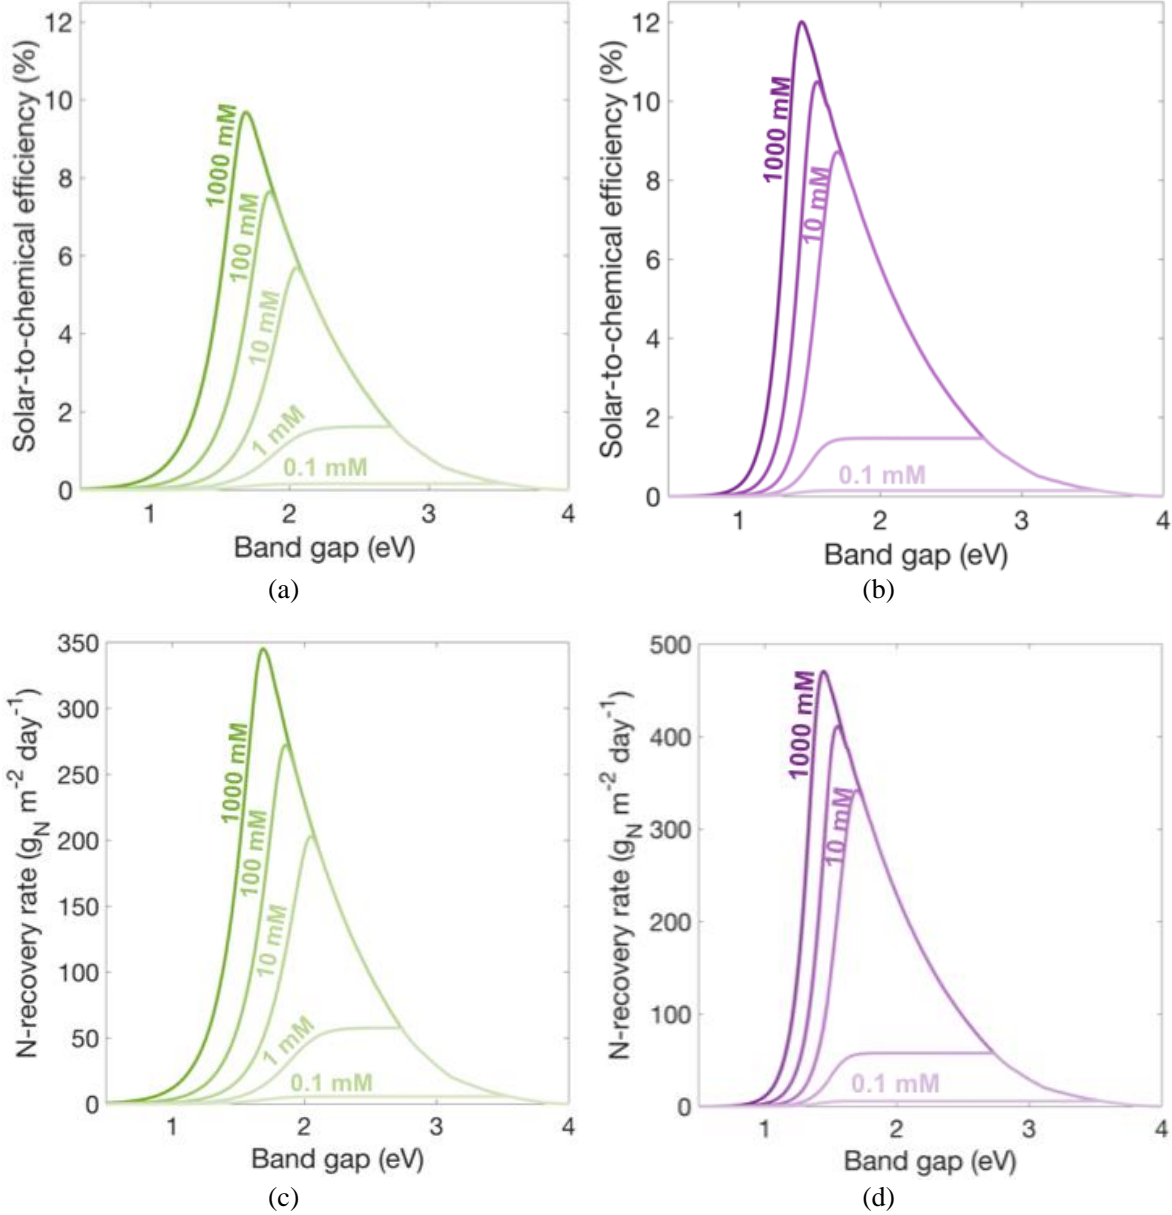 Solar-to-chemical efficiency (%)
12
10
8
6
4
2
0
1000 mM
100 mM
10 mM
1 mM
0.1 mM
1
2
3
4
Band gap (eV)
(a)
Solar-to-chemical efficiency (%)
12
10
8
6
4
2
0
1000 mM
10 mM
0.1 mM
1
2
3
4
Band gap (eV)
(b)
N-recovery rate (g_N m^-2 day^-1)
350
300
250
200
150
100
50
0
1000 mM
100 mM
10 mM
1 mM
0.1 mM
1
2
3
4
Band gap (eV)
(c)
N-recovery rate (g_N m^-2 day^-1)
500
400
300
200
100
0
1000 mM
10 mM
0.1 mM
1
2
3
4
Band gap (eV)
(d)